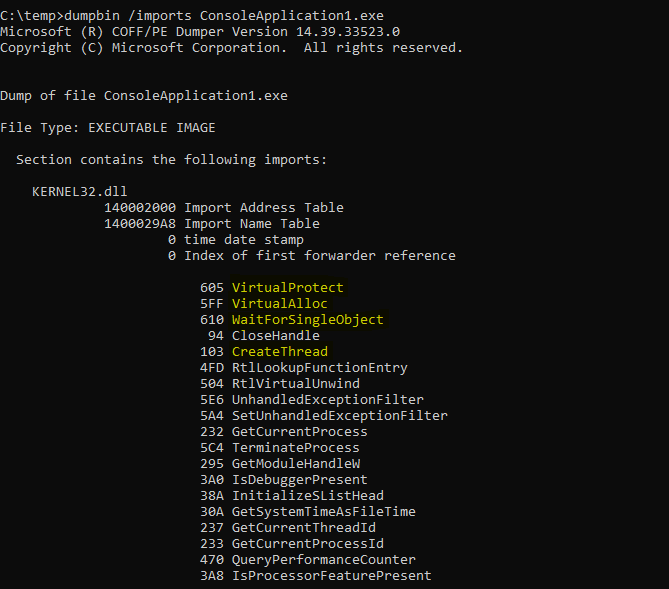 C:\temp>dumpbin /imports ConsoleApplication1.exe
Microsoft (R) COFF/PE Dumper Version 14.39.33523.0
Copyright (C) Microsoft Corporation.  All rights reserved.
Dump of file ConsoleApplication1.exe
File Type: EXECUTABLE IMAGE
Section contains the following imports:
KERNEL32.dll
140002000 Import Address Table
1400029A8 Import Name Table
0 time date stamp
0 Index of first forwarder reference
605 VirtualProtect
5FF VirtualAlloc
610 WaitForSingleObject
94 CloseHandle
103 CreateThread
4FD RtlLookupFunctionEntry
504 RtlVirtualUnwind
5E6 UnhandledExceptionFilter
5A4 SetUnhandledExceptionFilter
232 GetCurrentProcess
5C4 TerminateProcess
295 GetModuleHandleW
3A0 IsDebuggerPresent
38A InitializeSListHead
30A GetSystemTimeAsFileTime
237 GetCurrentThreadId
233 GetCurrentProcessId
470 QueryPerformanceCounter
3A8 IsProcessorFeaturePresent